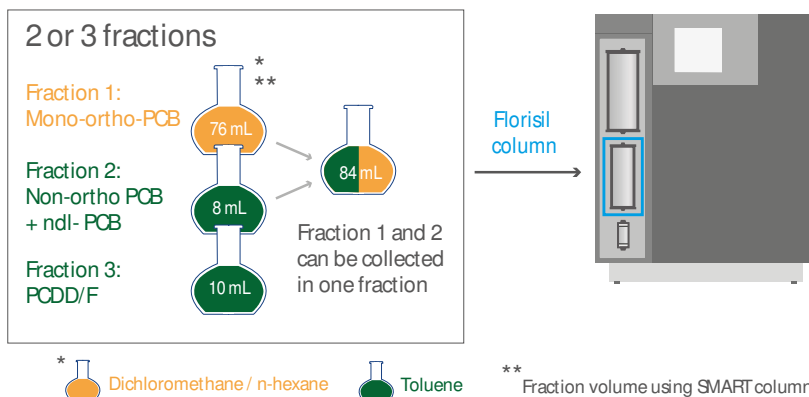 2 or 3 fractions
*
**
Fraction 1:
Mono-ortho-PCB
76 mL
Fraction 2:
Non-ortho PCB
+ ndl- PCB
8 mL
84 mL
Fraction 1 and 2
can be collected
in one fraction
Fraction 3:
PCDD/F
10 mL
Florisil
column
* Dichloromethane / n-hexane
Toluene
** Fraction volume using SMART column